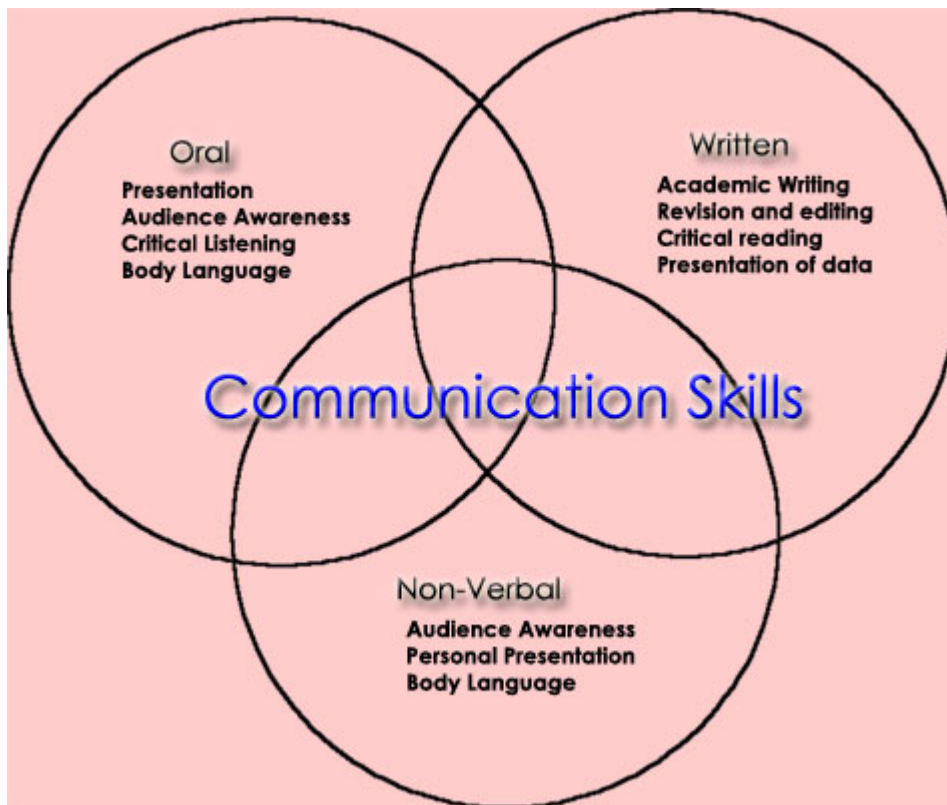 Oral
Presentation
Audience Awareness
Critical Listening
Body Language
Written
Academic Writing
Revision and editing
Critical reading
Presentation of data
Communication Skills
Non-Verbal
Audience Awareness
Personal Presentation
Body Language